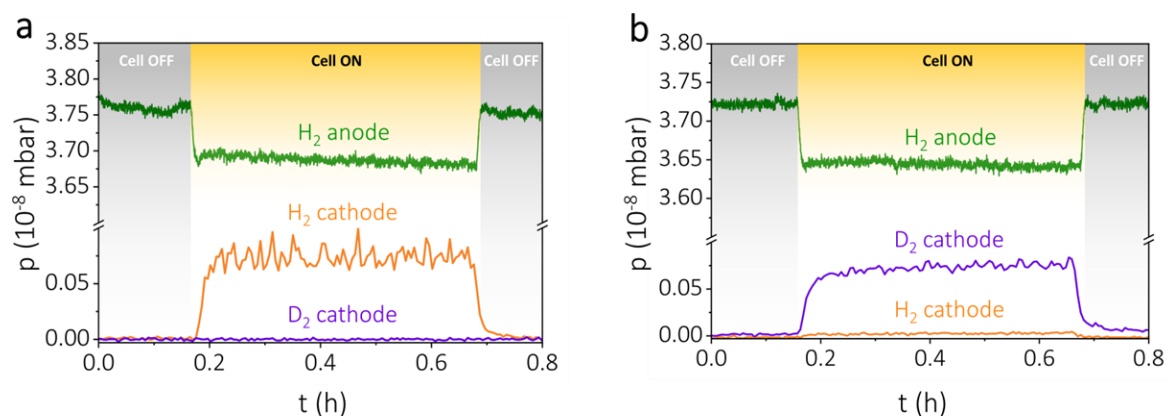 a
3.85
3.80
3.75
3.70
3.65
0.05
0.00
p (10⁻⁸ mbar)
Cell OFF
Cell ON
Cell OFF
H₂ anode
H₂ cathode
D₂ cathode
0.0 0.2 0.4 0.6 0.8
t (h)
b
3.80
3.75
3.70
3.65
3.60
0.05
0.00
p (10⁻⁸ mbar)
Cell OFF
Cell ON
Cell OFF
H₂ anode
D₂ cathode
H₂ cathode
0.0 0.2 0.4 0.6 0.8
t (h)